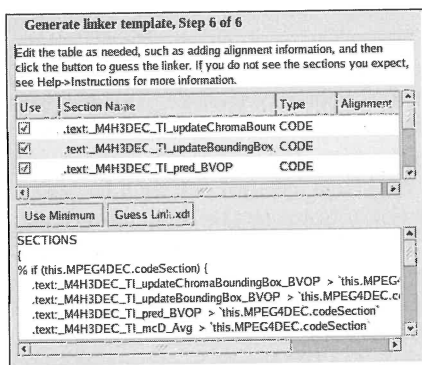 Generate linker template, Step 6 of 6
Edit the table as needed, such as adding alignment information, and then
click the button to guess the linker. If you do not see the sections you expect,
see Help->Instructions for more information.
Use Section Name Type Alignment
.text:_M4H3DEC_TI_updateChromaBoun CODE
.text:_M4H3DEC_TI_updateBoundingBox_ CODE
.text:_M4H3DEC_TI_pred_BVOP CODE
Use Minimum Guess Link.xdt
SECTIONS
{
% if (this.MPEG4DEC.codeSection) {
.text:_M4H3DEC_TI_updateChromaBoundingBox_BVOP > `this.MPEG4
.text:_M4H3DEC_TI_updateBoundingBox_BVOP > `this.MPEG4DEC.c
.text:_M4H3DEC_TI_pred_BVOP > `this.MPEG4DEC.codeSection`
.text:_M4H3DEC_TI_mcD_Avg > `this.MPEG4DEC.codeSection`